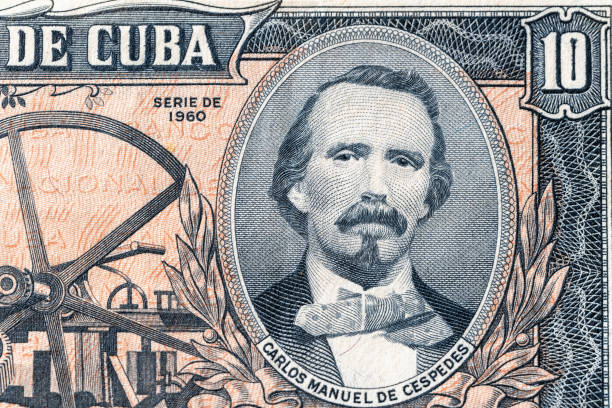 DE CUBA
10
SERIE DE
1960
CARLOS MANUEL DE CESPEDES